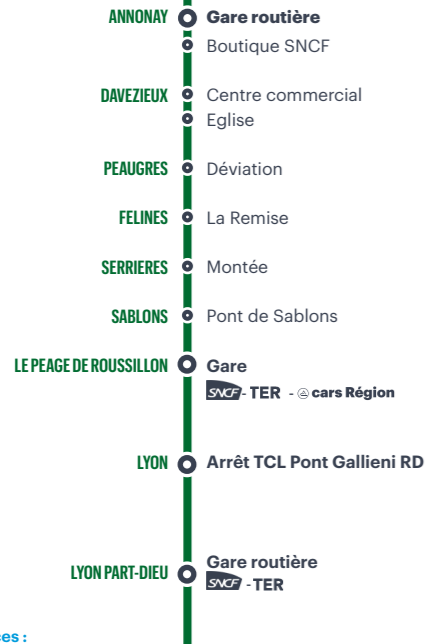 ANNONAY Gare routière
Boutique SNCF
DAVEZIEUX Centre commercial
Eglise
PEAUGRES Déviation
FELINES La Remise
SERRIERES Montée
SABLONS Pont de Sablons
LE PEAGE DE ROUSSILLON Gare
SNCF - TER - cars Région
LYON Arrêt TCL Pont Gallieni RD
LYON PART-DIEU Gare routière
SNCF - TER